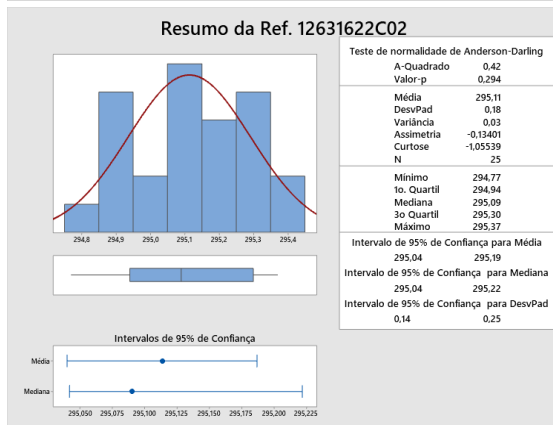 Resumo da Ref. 12631622C02
Teste de normalidade de Anderson-Darling
A-Quadrado 0,42
Valor-p 0,294
Média 295,11
DesvPad 0,18
Variância 0,03
Assimetria -0,13401
Curtose -1,05539
N 25
Mínimo 294,77
1o. Quartil 294,94
Mediana 295,09
3o Quartil 295,30
Máximo 295,37
Intervalo de 95% de Confiança para Média
295,04 295,19
Intervalo de 95% de Confiança para Mediana
295,04 295,22
Intervalo de 95% de Confiança para DesvPad
0,14 0,25
294,8 294,9 295,0 295,1 295,2 295,3 295,4
Intervalos de 95% de Confiança
Média
Mediana
295,050 295,075 295,100 295,125 295,150 295,175 295,200 295,225